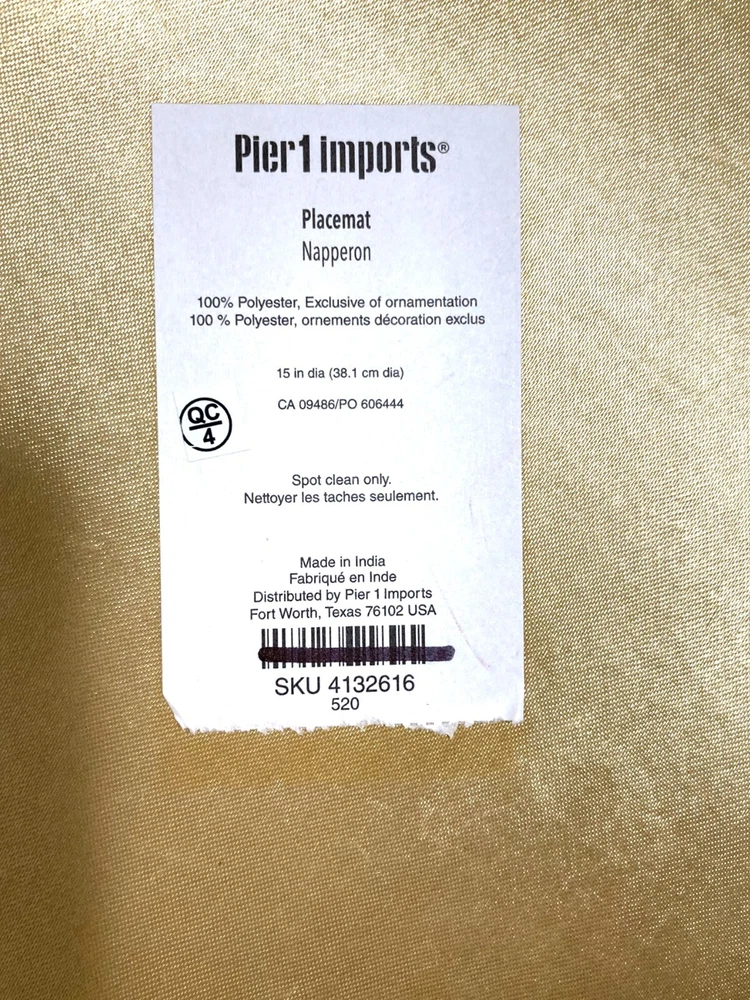 Pier1 imports®
Placemat
Napperon
100% Polyester, Exclusive of ornamentation
100 % Polyester, ornements décoration exclus
15 in dia (38.1 cm dia)
CA 09486/PO 606444
QC
4
Spot clean only.
Nettoyer les taches seulement.
Made in India
Fabriqué en Inde
Distributed by Pier 1 Imports
Fort Worth, Texas 76102 USA
SKU 4132616
520